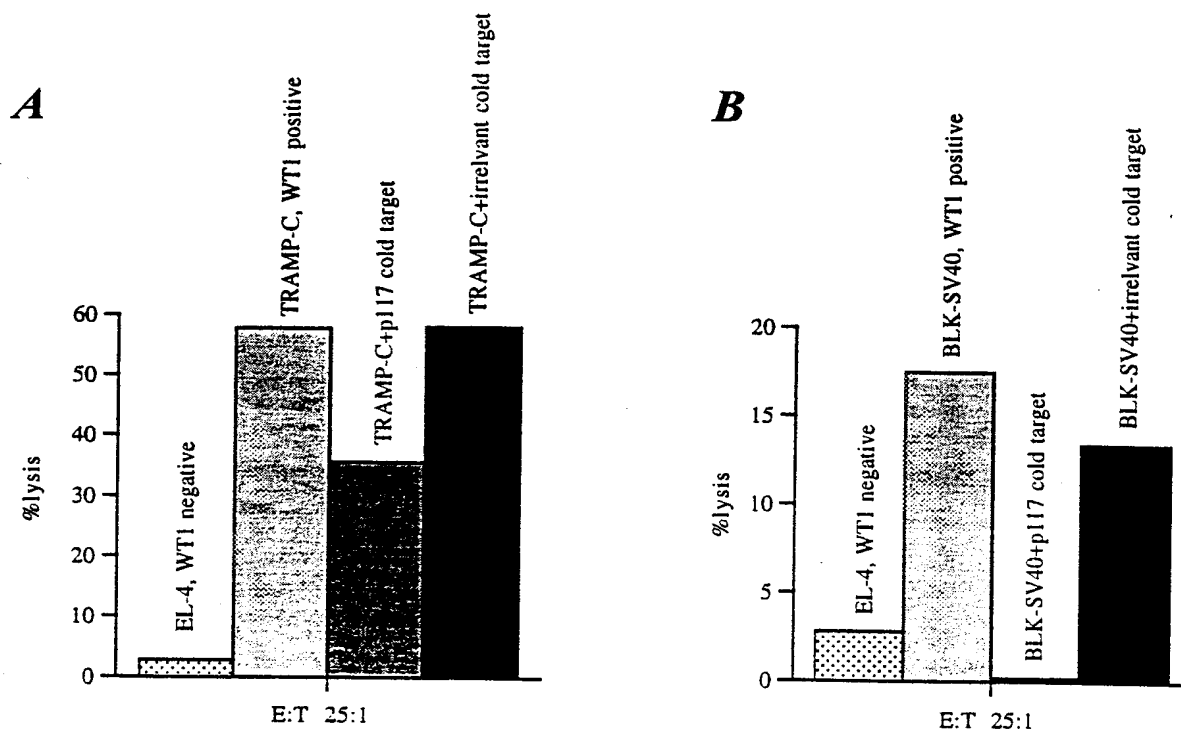 A
60
50
40
30
20
10
0
%lysis
EL-4, WT1 negative
TRAMP-C, WT1 positive
TRAMP-C+p117 cold target
TRAMP-C+irrelvant cold target
E:T 25:1
B
20
15
10
5
0
%lysis
EL-4, WT1 negative
BLK-SV40, WT1 positive
BLK-SV40+p117 cold target
BLK-SV40+irrelvant cold target
E:T 25:1